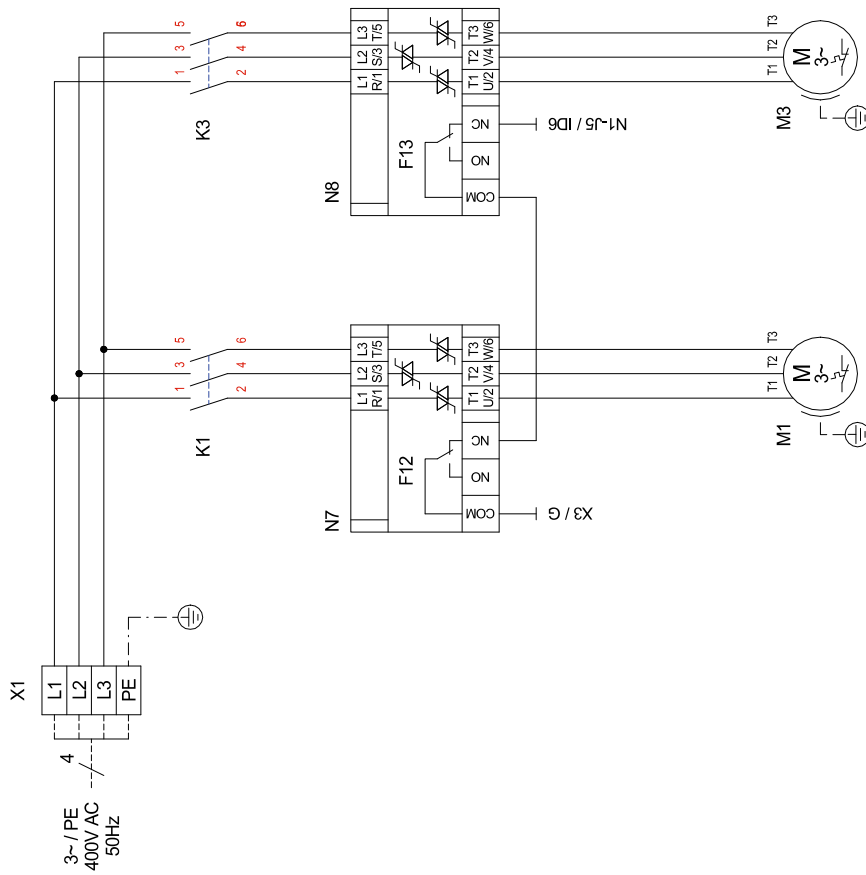 X1
L1
L2
L3
PE
4
3~ / PE
400V AC
50Hz
K1
1 3 5
2 4 6
K3
1 3 5
2 4 6
N7
L1 L2 L3
R/1 S/3 T/5
F12
COM NO NC
T1 T2 T3
U/2 V/4 W/6
X3 / G
N8
L1 L2 L3
R/1 S/3 T/5
F13
COM NO NC
T1 T2 T3
U/2 V/4 W/6
N1-J5 / ID6
M1
T1 T2 T3
M
3~
M3
T1 T2 T3
M
3~